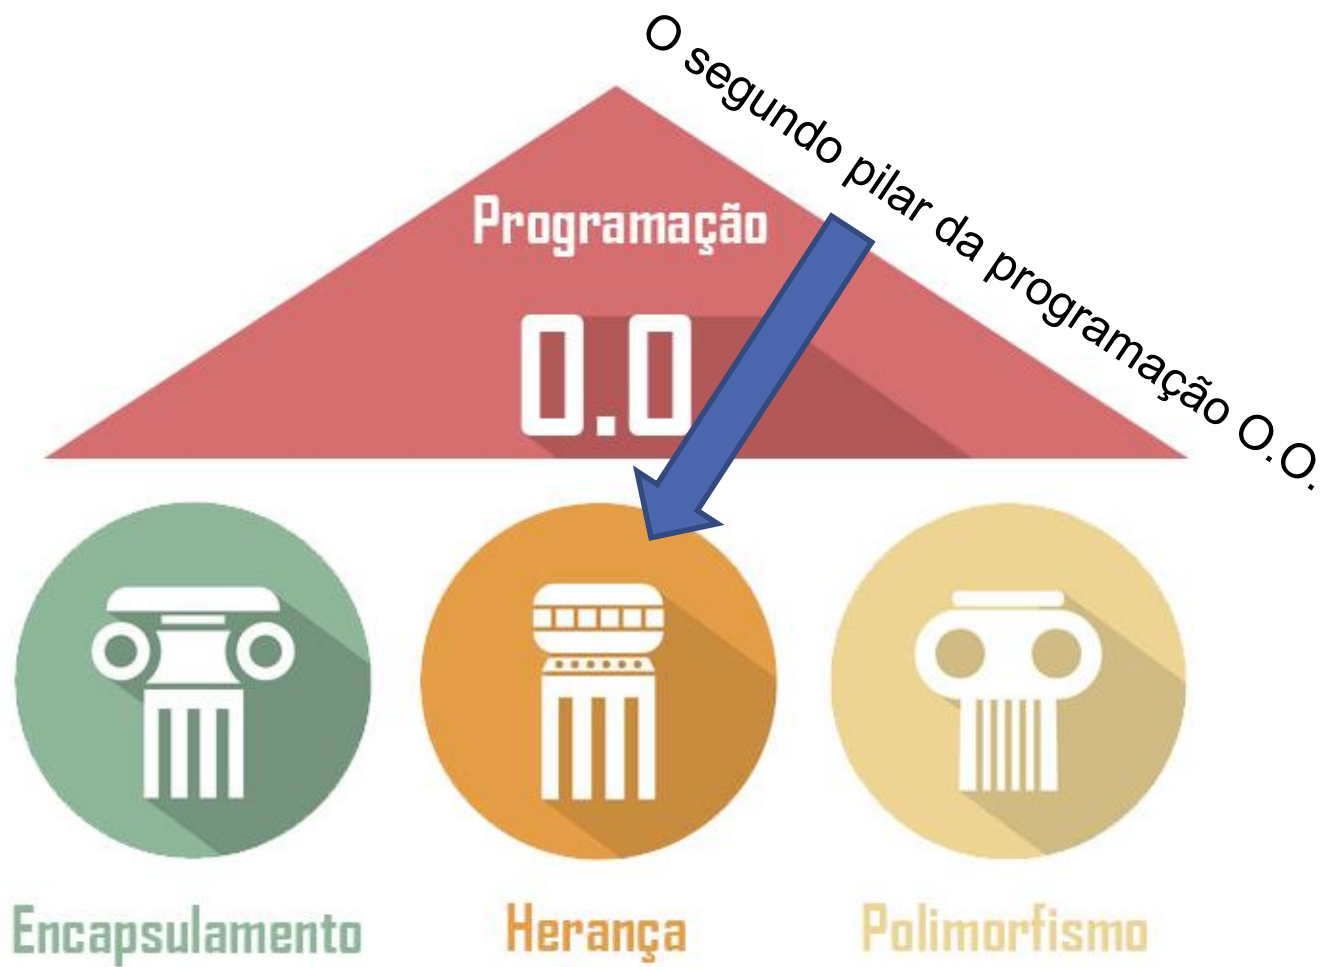 O segundo pilar da programação O.O.
Programação
O.O
Encapsulamento
Herança
Polimorfismo